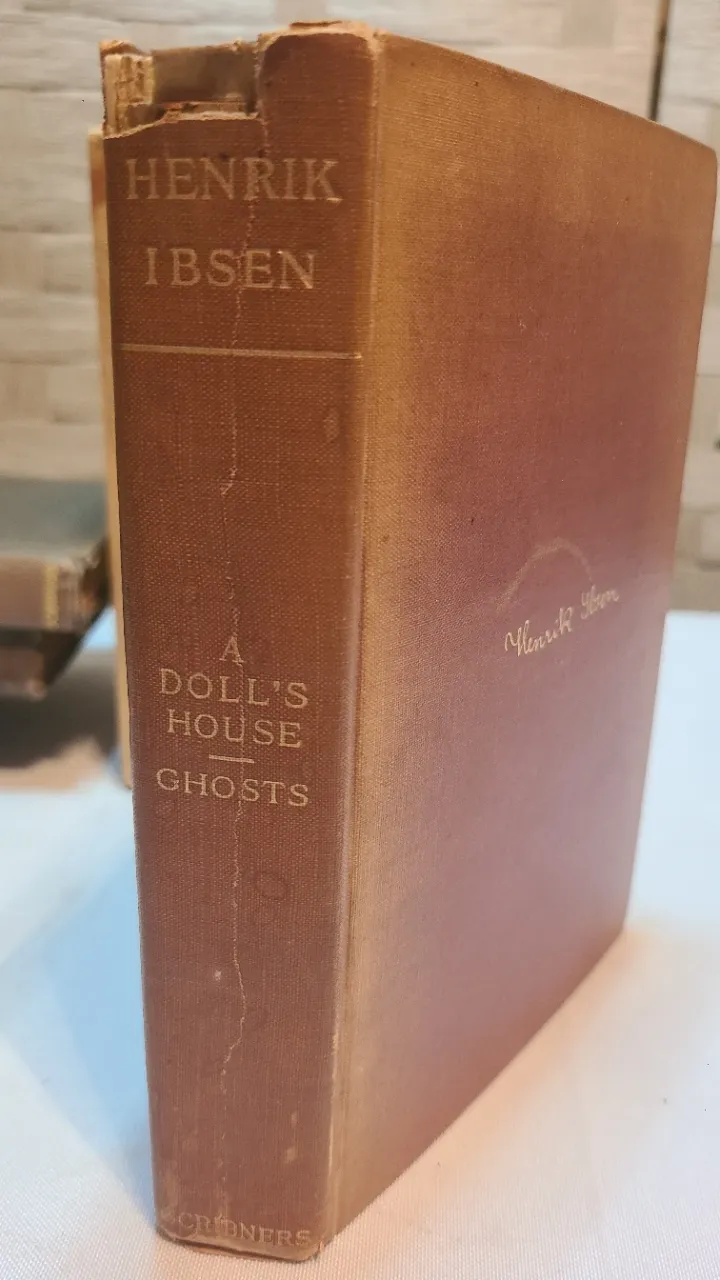 HENRIK
IBSEN
A
DOLL'S
HOUSE
GHOSTS
SCRIBNERS
Henrik Ibsen